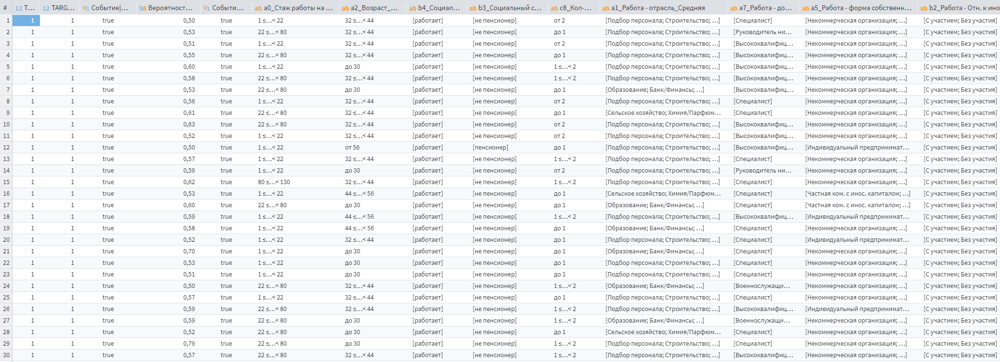 # 12 Т... 12 TARG... 0/1 Событие|... 9.0 Вероятност... 0/1 Событи... ab a0_Стаж работы на ... ab a2_Возраст_... ab b4_Социал... ab b3_Социальный с... ab c8_Кол-... ab a1_Работа - отрасль_Средняя ab a7_Работа - до... ab a5_Работа - форма собственн... ab b2_Работа - Отн. к ино
1 1 1 true 0,50 true 1 ≤...< 22 32 ≤...< 44 [работает] [не пенсионер] от 2 [Подбор персонала; Строительство; ...] [Специалист] [Некоммерческая организация; ...] [С участием; Без участия]
2 1 1 true 0,53 true 22 ≤...< 80 32 ≤...< 44 [работает] [не пенсионер] до 1 [Подбор персонала; Строительство; ...] [Руководитель ни... [Некоммерческая организация; ...] [С участием; Без участия]
3 1 1 true 0,51 true 1 ≤...< 22 32 ≤...< 44 [работает] [не пенсионер] от 2 [Подбор персонала; Строительство; ...] [Высококвалифиц... [Некоммерческая организация; ...] [С участием; Без участия]
4 1 1 true 0,55 true 22 ≤...< 80 32 ≤...< 44 [работает] [не пенсионер] до 1 [Подбор персонала; Строительство; ...] [Высококвалифиц... [Некоммерческая организация; ...] [С участием; Без участия]
5 1 1 true 0,60 true 1 ≤...< 22 до 30 [работает] [не пенсионер] 1 ≤...< 2 [Подбор персонала; Строительство; ...] [Высококвалифиц... [Некоммерческая организация; ...] [С участием; Без участия]
6 1 1 true 0,58 true 22 ≤...< 80 32 ≤...< 44 [работает] [не пенсионер] 1 ≤...< 2 [Подбор персонала; Строительство; ...] [Высококвалифиц... [Некоммерческая организация; ...] [С участием; Без участия]
7 1 1 true 0,53 true 22 ≤...< 80 до 30 [работает] [не пенсионер] до 1 [Образование; Банк/Финансы; ...] [Высококвалифиц... [Некоммерческая организация; ...] [С участием; Без участия]
8 1 1 true 0,56 true 1 ≤...< 22 32 ≤...< 44 [работает] [не пенсионер] от 2 [Подбор персонала; Строительство; ...] [Специалист] [Некоммерческая организация; ...] [С участием; Без участия]
9 1 1 true 0,61 true 22 ≤...< 80 32 ≤...< 44 [работает] [не пенсионер] до 1 [Сельское хозяйство; Химия/Парфюм... [Специалист] [Некоммерческая организация; ...] [С участием; Без участия]
10 1 1 true 0,63 true 22 ≤...< 80 32 ≤...< 44 [работает] [не пенсионер] от 2 [Подбор персонала; Строительство; ...] [Высококвалифиц... [Некоммерческая организация; ...] [С участием; Без участия]
11 1 1 true 0,52 true 1 ≤...< 22 32 ≤...< 44 [работает] [не пенсионер] от 2 [Подбор персонала; Строительство; ...] [Высококвалифиц... [Некоммерческая организация; ...] [С участием; Без участия]
12 1 1 true 0,50 true 1 ≤...< 22 от 56 [работает] [пенсионер] до 1 [Подбор персонала; Строительство; ...] [Высококвалифиц... [Индивидуальный предпринимат... [С участием; Без участия]
13 1 1 true 0,57 true 1 ≤...< 22 32 ≤...< 44 [работает] [не пенсионер] 1 ≤...< 2 [Подбор персонала; Строительство; ...] [Специалист] [Некоммерческая организация; ...] [С участием; Без участия]
14 1 1 true 0,59 true 1 ≤...< 22 до 30 [работает] [не пенсионер] от 2 [Подбор персонала; Строительство; ...] [Руководитель ни... [Некоммерческая организация; ...] [С участием; Без участия]
15 1 1 true 0,62 true 80 ≤...< 130 32 ≤...< 44 [работает] [не пенсионер] 1 ≤...< 2 [Подбор персонала; Строительство; ...] [Специалист] [Некоммерческая организация; ...] [С участием; Без участия]
16 1 1 true 0,53 true 1 ≤...< 22 44 ≤...< 56 [работает] [не пенсионер] до 1 [Сельское хозяйство; Химия/Парфюм... [Специалист] [Частная ком. с инос. капиталом; ...] [С участием; Без участия]
17 1 1 true 0,60 true 22 ≤...< 80 до 30 [работает] [не пенсионер] до 1 [Образование; Банк/Финансы; ...] [Специалист] [Частная ком. с инос. капиталом; ...] [С участием; Без участия]
18 1 1 true 0,59 true 1 ≤...< 22 44 ≤...< 56 [работает] [не пенсионер] 1 ≤...< 2 [Подбор персонала; Строительство; ...] [Высококвалифиц... [Индивидуальный предпринимат... [С участием; Без участия]
19 1 1 true 0,58 true 1 ≤...< 22 44 ≤...< 56 [работает] [не пенсионер] до 1 [Образование; Банк/Финансы; ...] [Специалист] [Некоммерческая организация; ...] [С участием; Без участия]
20 1 1 true 0,52 true 1 ≤...< 22 32 ≤...< 44 [работает] [не пенсионер] до 1 [Подбор персонала; Строительство; ...] [Специалист] [Индивидуальный предпринимат... [С участием; Без участия]
21 1 1 true 0,70 true 1 ≤...< 22 до 30 [работает] [не пенсионер] до 1 [Образование; Банк/Финансы; ...] [Специалист] [Некоммерческая организация; ...] [С участием; Без участия]
22 1 1 true 0,53 true 1 ≤...< 22 до 30 [работает] [не пенсионер] до 1 [Подбор персонала; Строительство; ...] [Специалист] [Некоммерческая организация; ...] [С участием; Без участия]
23 1 1 true 0,51 true 1 ≤...< 22 до 30 [работает] [не пенсионер] до 1 [Подбор персонала; Строительство; ...] [Специалист] [Некоммерческая организация; ...] [С участием; Без участия]
24 1 1 true 0,50 true 22 ≤...< 80 32 ≤...< 44 [работает] [не пенсионер] 1 ≤...< 2 [Образование; Банк/Финансы; ...] [Военнослужащи... [Некоммерческая организация; ...] [С участием; Без участия]
25 1 1 true 0,57 true 1 ≤...< 22 32 ≤...< 44 [работает] [не пенсионер] до 1 [Подбор персонала; Строительство; ...] [Специалист] [Некоммерческая организация; ...] [С участием; Без участия]
26 1 1 true 0,59 true 22 ≤...< 80 32 ≤...< 44 [работает] [не пенсионер] 1 ≤...< 2 [Подбор персонала; Строительство; ...] [Высококвалифиц... [Индивидуальный предпринимат... [С участием; Без участия]
27 1 1 true 0,59 true 22 ≤...< 80 до 30 [работает] [не пенсионер] 1 ≤...< 2 [Образование; Банк/Финансы; ...] [Военнослужащи... [Некоммерческая организация; ...] [С участием; Без участия]
28 1 1 true 0,52 true 22 ≤...< 80 до 30 [работает] [не пенсионер] до 1 [Сельское хозяйство; Химия/Парфюм... [Специалист] [Некоммерческая организация; ...] [С участием; Без участия]
29 1 1 true 0,79 true 22 ≤...< 80 до 30 [работает] [не пенсионер] 1 ≤...< 2 [Подбор персонала; Строительство; ...] [Специалист] [Некоммерческая организация; ...] [С участием; Без участия]
30 1 1 true 0,57 true 22 ≤...< 80 32 ≤...< 44 [работает] [не пенсионер] 1 ≤...< 2 [Подбор персонала; Строительство; ...] [Высококвалифиц... [Некоммерческая организация; ...] [С участием; Без участия]